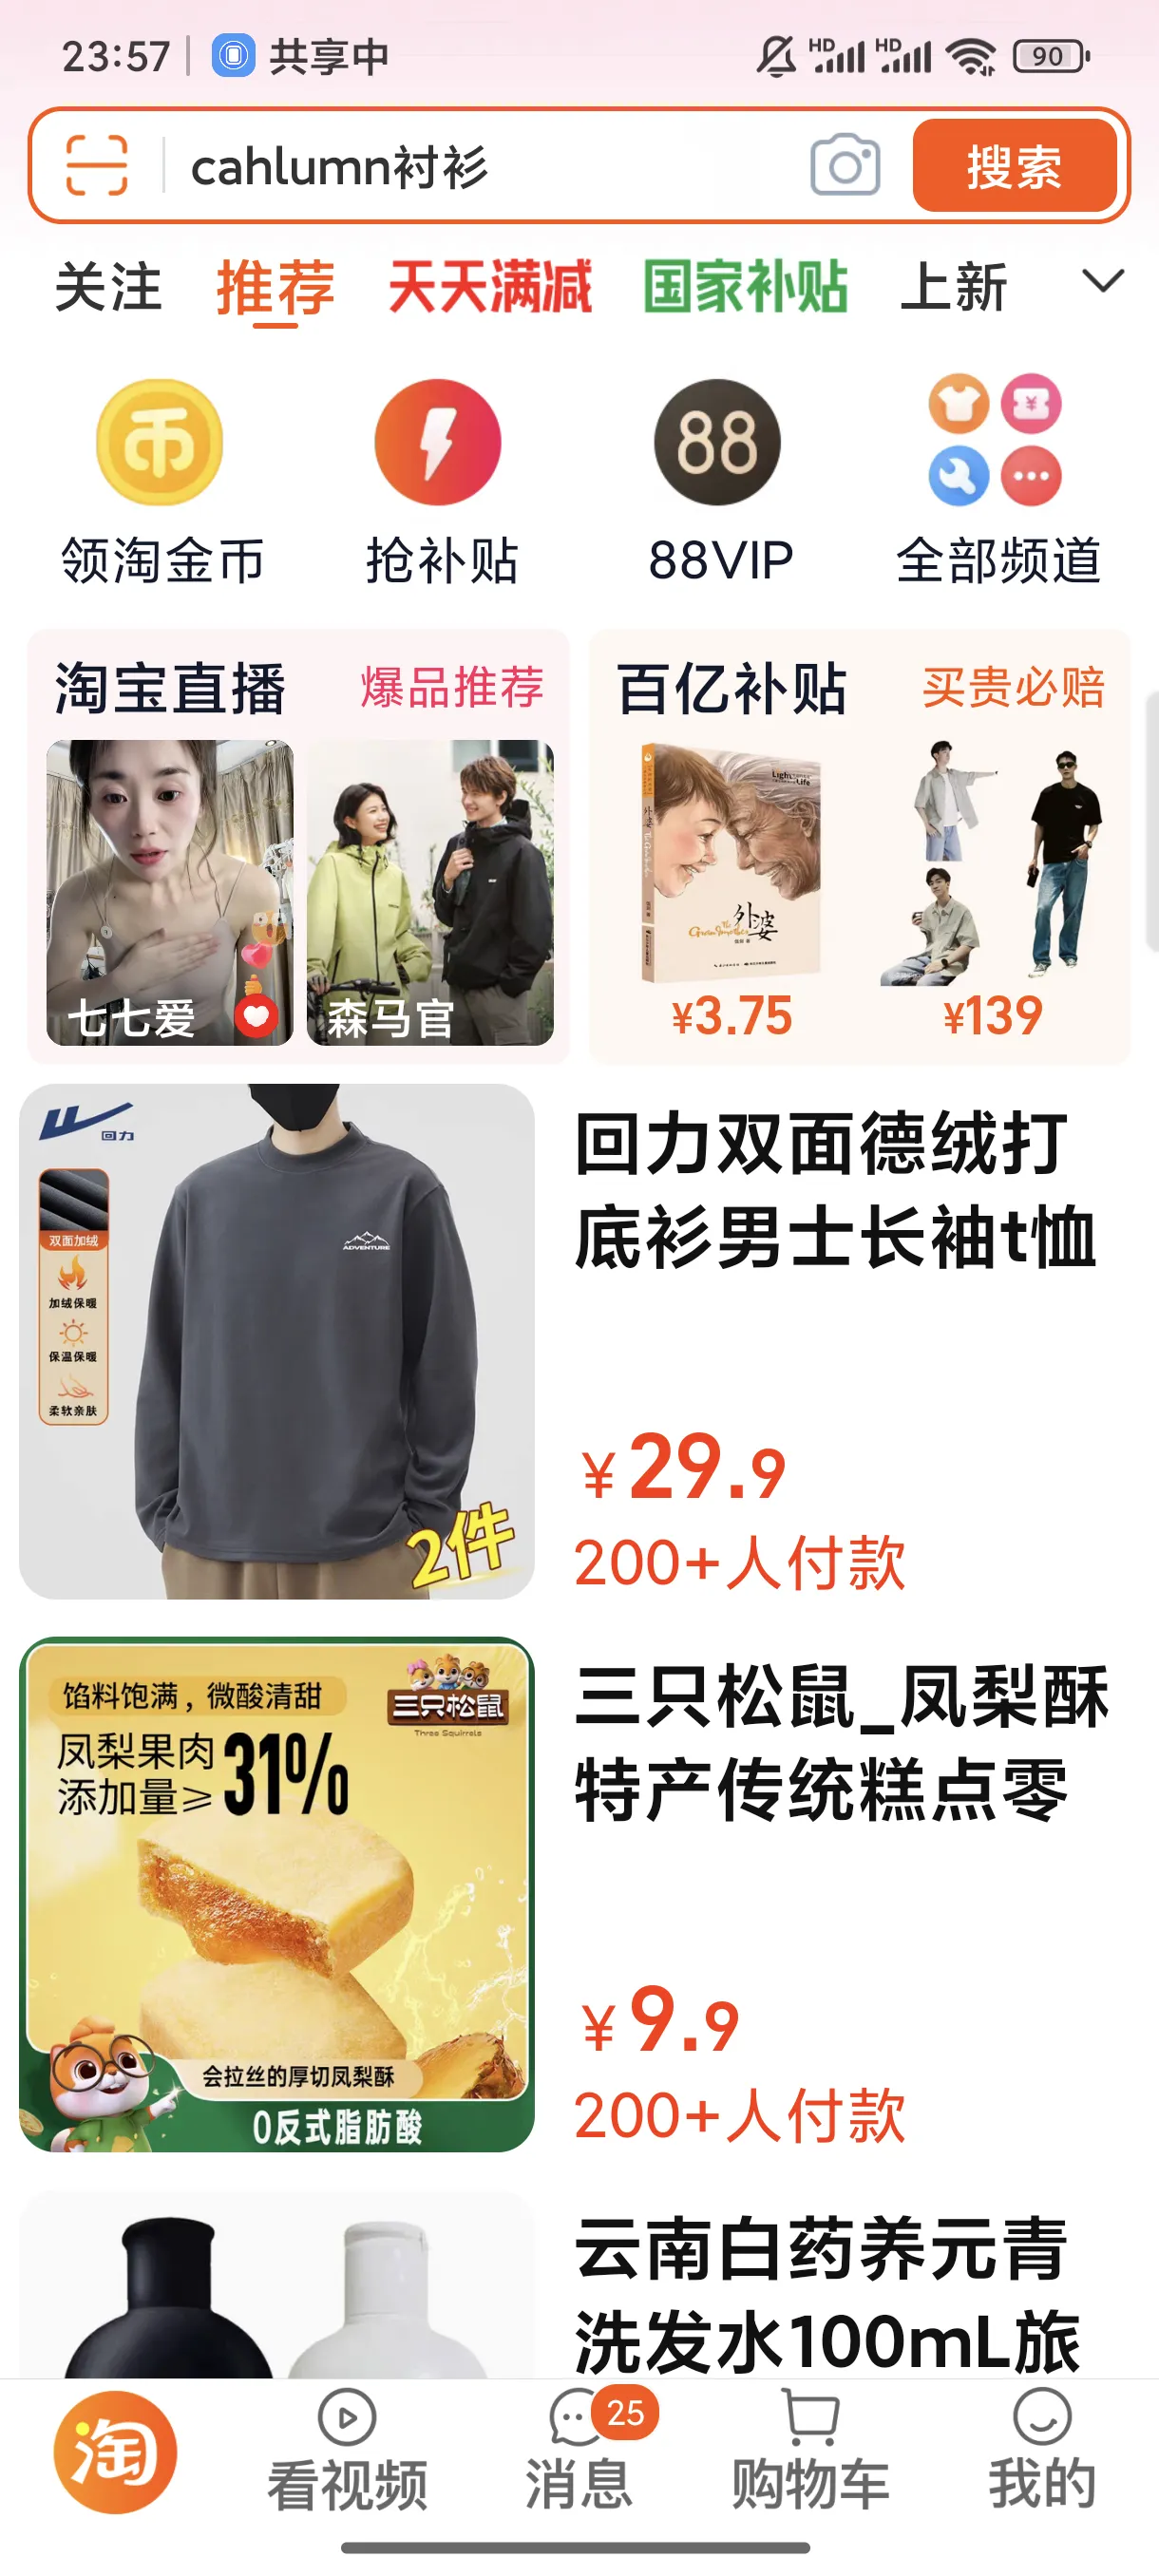 23:57
共享中
HD HD 90
cahlumn衬衫
搜索
关注 推荐 天天满减 国家补贴 上新
币
88
领淘金币 抢补贴 88VIP 全部频道
淘宝直播 爆品推荐
百亿补贴 买贵必赔
Light Life
外婆
七七爱
森马官
¥3.75
¥139
回力
双面加绒
加绒保暖
保温保暖
柔软亲肤
ADVENTURE
2件
回力双面德绒打
底衫男士长袖t恤
¥29.9
200+人付款
馅料饱满，微酸清甜
三只松鼠
Three Squirrels
凤梨果肉
添加量≥31%
会拉丝的厚切凤梨酥
0反式脂肪酸
三只松鼠_凤梨酥
特产传统糕点零
¥9.9
200+人付款
云南白药养元青
洗发水100mL旅
淘
25
看视频 消息 购物车 我的